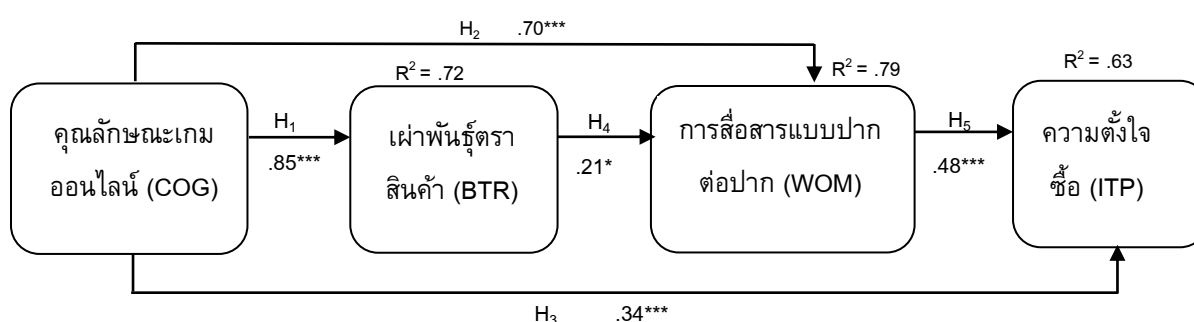 H₂ .70***
R² = .72
R² = .79
R² = .63
คุณลักษณะเกม
ออนไลน์ (COG)
H₁
.85***
เผ่าพันธุ์ตรา
สินค้า (BTR)
H₄
.21*
การสื่อสารแบบปาก
ต่อปาก (WOM)
H₅
.48***
ความตั้งใจ
ซื้อ (ITP)
H₃ .34***